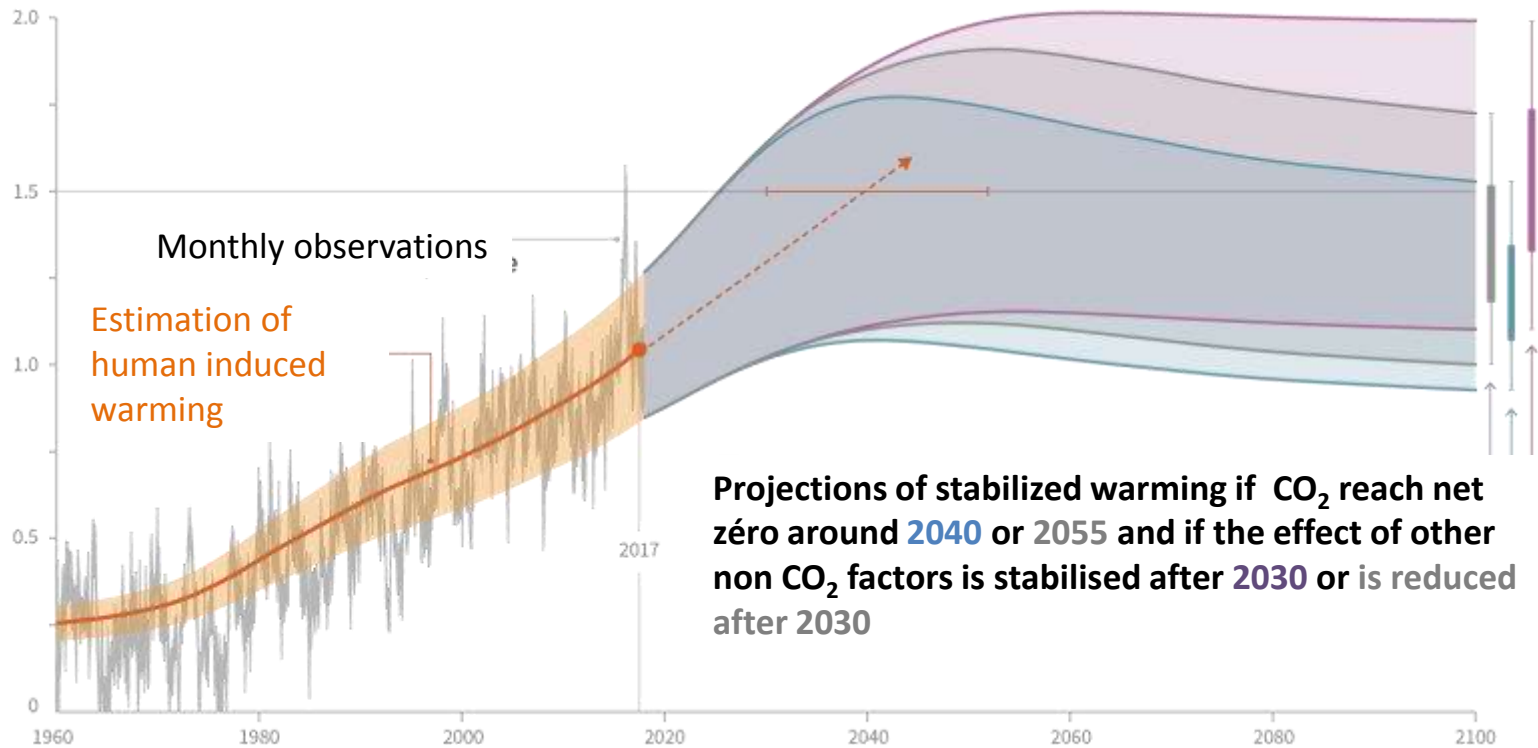 2.0
1.5
Monthly observations
e
Estimation of
human induced
warming
1.0
0.5
2017
Projections of stabilized warming if CO₂ reach net
zéro around 2040 or 2055 and if the effect of other
non CO₂ factors is stabilised after 2030 or is reduced
after 2030
0
1960 1980 2000 2020 2040 2060 2080 2100